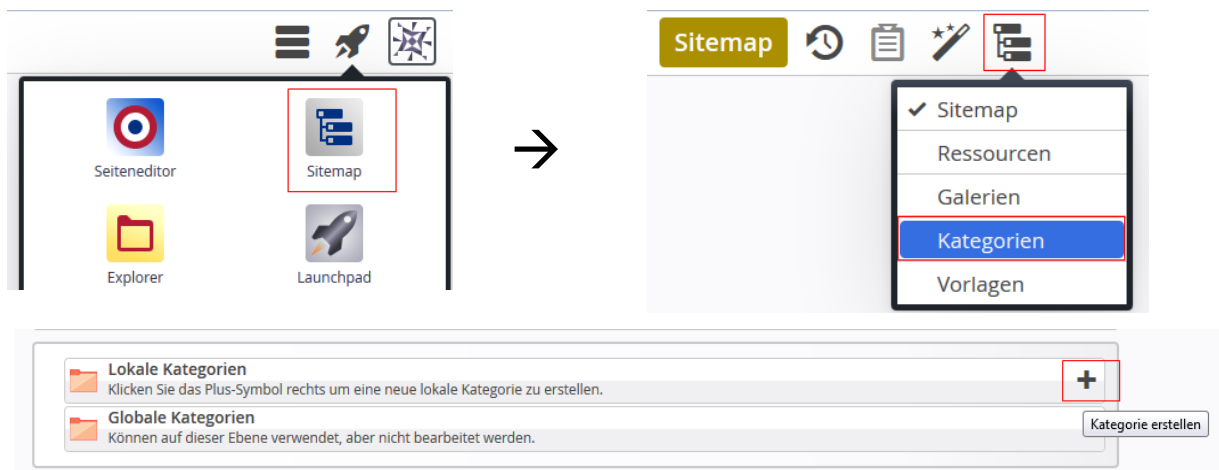 Seiteneditor
Sitemap
Explorer
Launchpad
Sitemap
Sitemap
Ressourcen
Galerien
Kategorien
Vorlagen
Lokale Kategorien
Klicken Sie das Plus-Symbol rechts um eine neue lokale Kategorie zu erstellen.
Globale Kategorien
Können auf dieser Ebene verwendet, aber nicht bearbeitet werden.
Kategorie erstellen